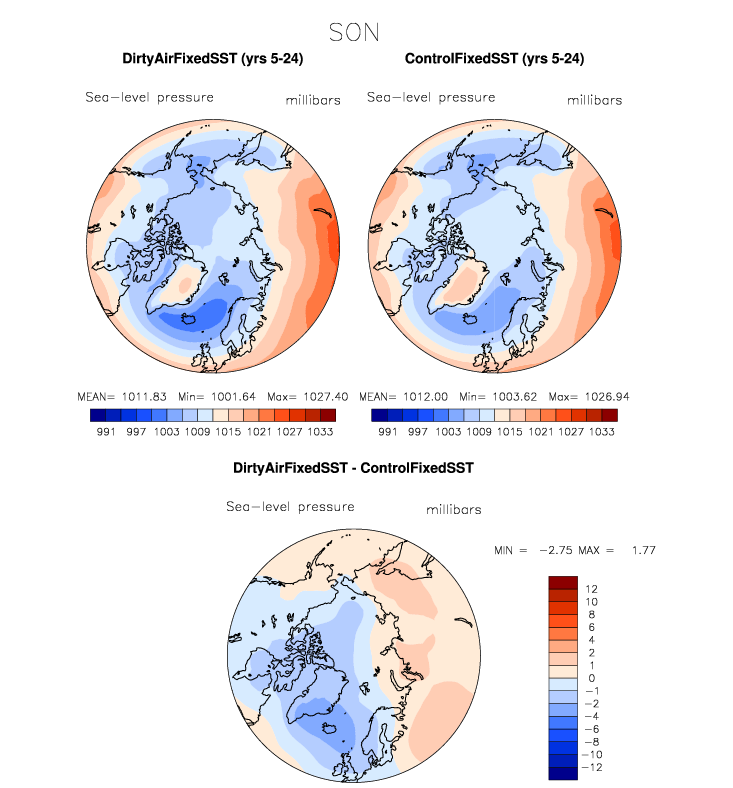 SON
DirtyAirFixedSST (yrs 5-24)
ControlFixedSST (yrs 5-24)
Sea-level pressure millibars
Sea-level pressure millibars
MEAN= 1011.83 Min= 1001.64 Max= 1027.40
MEAN= 1012.00 Min= 1003.62 Max= 1026.94
991 997 1003 1009 1015 1021 1027 1033
991 997 1003 1009 1015 1021 1027 1033
DirtyAirFixedSST - ControlFixedSST
Sea-level pressure millibars
MIN = -2.75 MAX = 1.77
12
10
8
6
4
2
1
0
-1
-2
-4
-6
-8
-10
-12